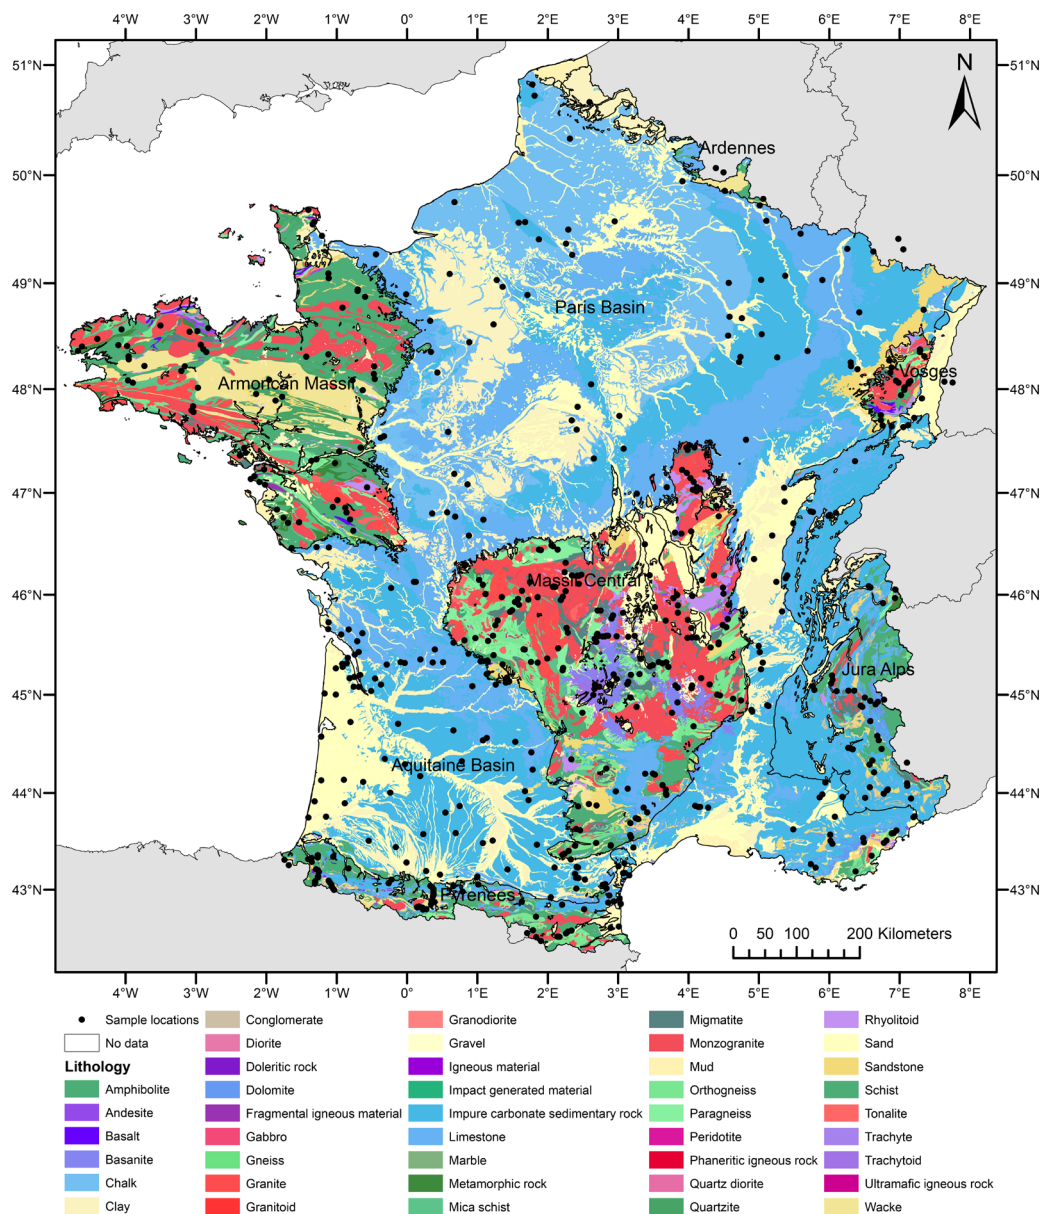 4°W 3°W 2°W 1°W 0° 1°E 2°E 3°E 4°E 5°E 6°E 7°E 8°E
51°N 51°N
N
Ardennes
50°N 50°N
49°N 49°N
Paris Basin
Vosges
Armorican Massif
48°N 48°N
47°N 47°N
Massif Central
46°N 46°N
Jura Alps
45°N 45°N
Aquitaine Basin
44°N 44°N
43°N 43°N
Pyrenees
0 50 100 200 Kilometers
4°W 3°W 2°W 1°W 0° 1°E 2°E 3°E 4°E 5°E 6°E 7°E 8°E
Sample locations
No data
Lithology
Amphibolite
Andesite
Basalt
Basanite
Chalk
Clay
Conglomerate
Diorite
Doleritic rock
Dolomite
Fragmental igneous material
Gabbro
Gneiss
Granite
Granitoid
Granodiorite
Gravel
Igneous material
Impact generated material
Impure carbonate sedimentary rock
Limestone
Marble
Metamorphic rock
Mica schist
Migmatite
Monzogranite
Mud
Orthogneiss
Paragneiss
Peridotite
Phaneritic igneous rock
Quartz diorite
Quartzite
Rhyolitoid
Sand
Sandstone
Schist
Tonalite
Trachyte
Trachytoid
Ultramafic igneous rock
Wacke